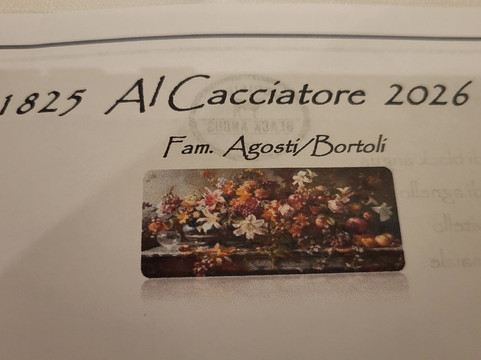 1825 Al Cacciatore 2026
Fam. Agosti/Bortoli